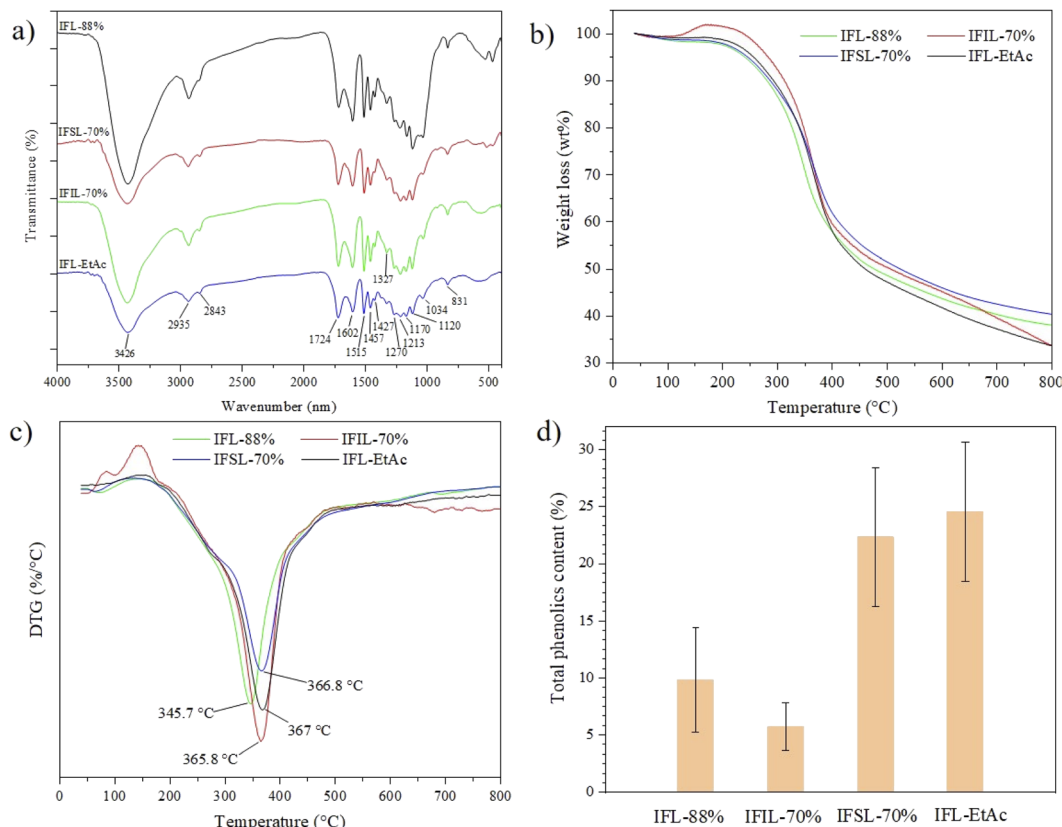 a)
IFL-88%
IFSL-70%
IFIL-70%
IFL-EtAc
Transmittance (%)
3426
2935
2843
1724
1602
1515
1457
1427
1327
1270
1213
1170
1120
1034
831
4000 3500 3000 2500 2000 1500 1000 500
Wavenumber (nm)
b)
IFL-88% IFIL-70%
IFSL-70% IFL-EtAc
Weight loss (wt%)
100
90
80
70
60
50
40
30
0 100 200 300 400 500 600 700 800
Temperature (°C)
c)
IFL-88% IFIL-70%
IFSL-70% IFL-EtAc
DTG (%/°C)
366.8 °C
345.7 °C
367 °C
365.8 °C
0 100 200 300 400 500 600 700 800
Temperature (°C)
d)
Total phenolics content (%)
30
25
20
15
10
5
0
IFL-88% IFIL-70% IFSL-70% IFL-EtAc